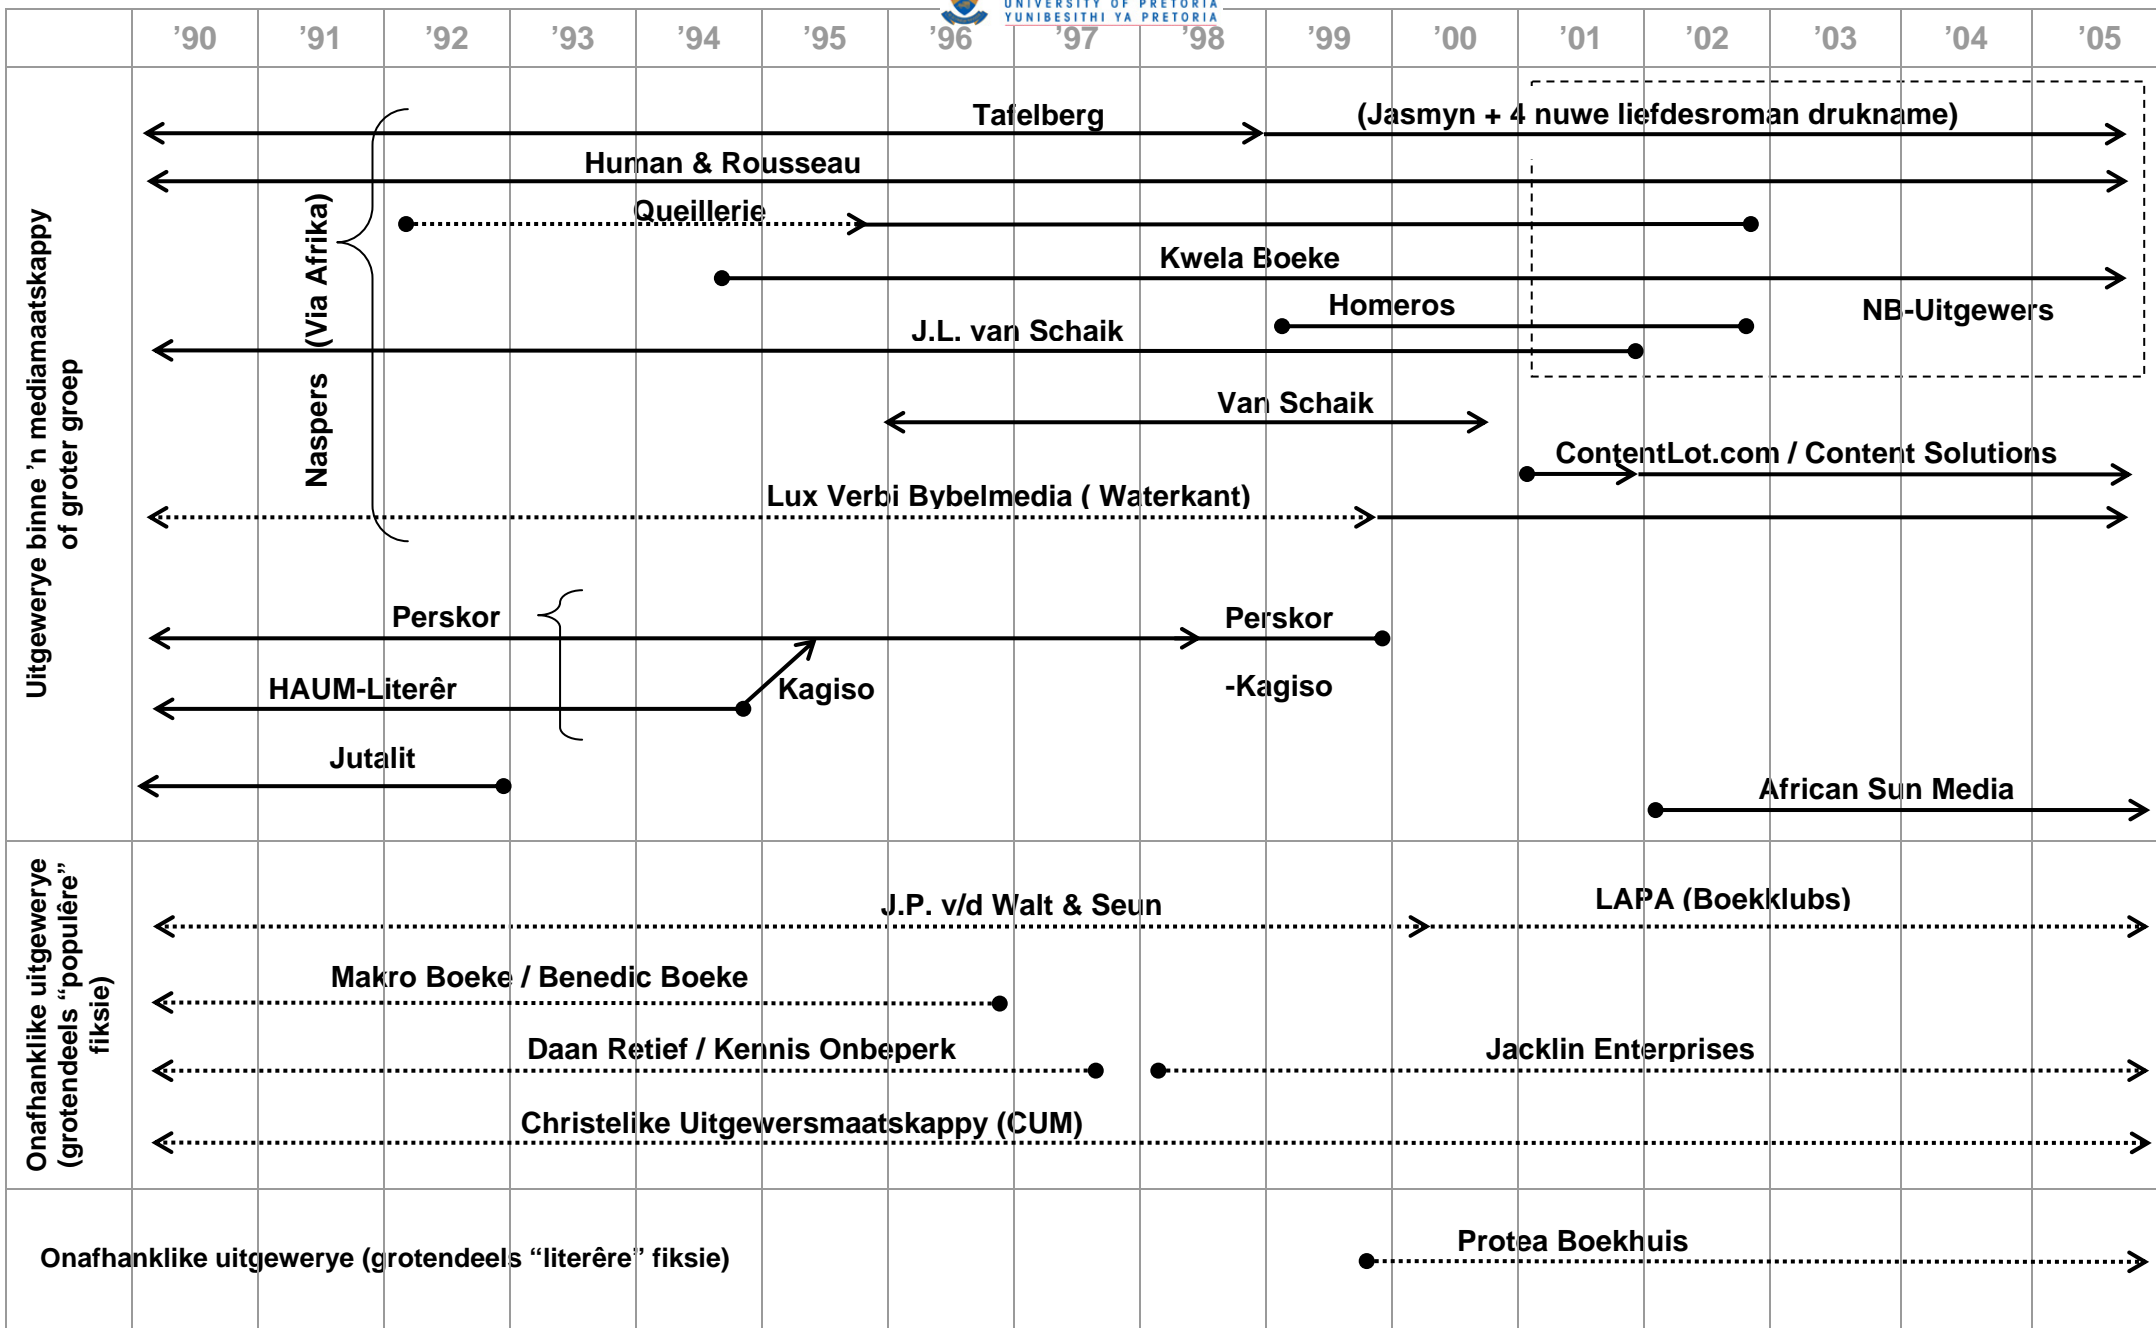 UNIVERSITY OF PRETORIA
YUNIBESITHI YA PRETORIA
’90 ’91 ’92 ’93 ’94 ’95 ’96 ’97 ’98 ’99 ’00 ’01 ’02 ’03 ’04 ’05
Uitgewerye binne ’n mediamaatskappy
of groter groep
Naspers (Via Afrika)
Tafelberg
(Jasmyn + 4 nuwe liefdesroman drukname)
Human & Rousseau
Queillerie
Kwela Boeke
Homeros
NB-Uitgewers
J.L. van Schaik
Van Schaik
ContentLot.com / Content Solutions
Lux Verbi Bybelmedia ( Waterkant)
Perskor
Perskor
HAUM-Literêr
Kagiso
-Kagiso
Jutalit
African Sun Media
Onafhanklike uitgewerye
(grotendeels “populêre”
fiksie)
J.P. v/d Walt & Seun
LAPA (Boekklubs)
Makro Boeke / Benedic Boeke
Daan Retief / Kennis Onbeperk
Jacklin Enterprises
Christelike Uitgewersmaatskappy (CUM)
Onafhanklike uitgewerye (grotendeels “literêre” fiksie)
Protea Boekhuis